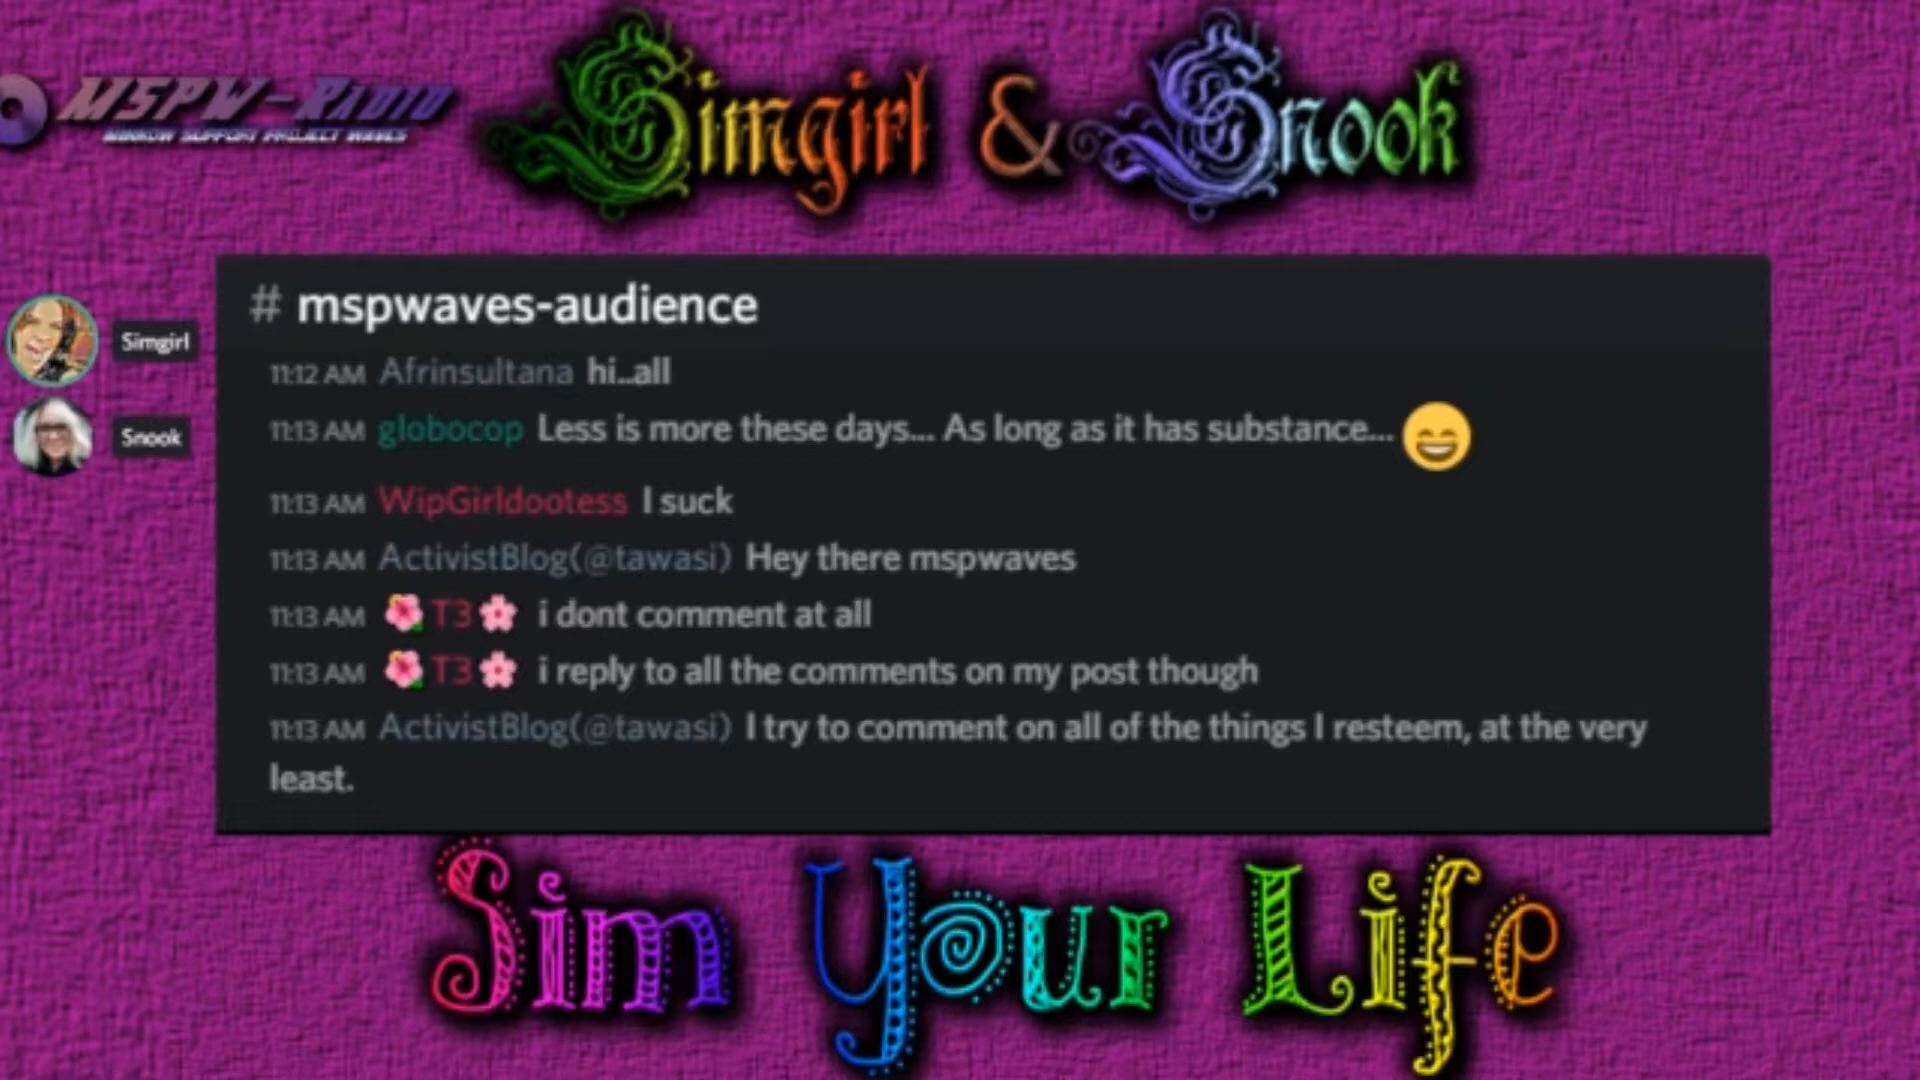 MSPW-RADIO
MINNOW SUPPORT PROJECT WAVES
Simgirl & Snook
# mspwaves-audience
Simgirl
Snook
11:12 AM Afrinsultana hi..all
11:13 AM globocop Less is more these days... As long as it has substance... 😄
11:13 AM WipGirldootess I suck
11:13 AM ActivistBlog(@tawasi) Hey there mspwaves
11:13 AM 🌺T3🌸 i dont comment at all
11:13 AM 🌺T3🌸 i reply to all the comments on my post though
11:13 AM ActivistBlog(@tawasi) I try to comment on all of the things I resteem, at the very
least.
Sim Your Life